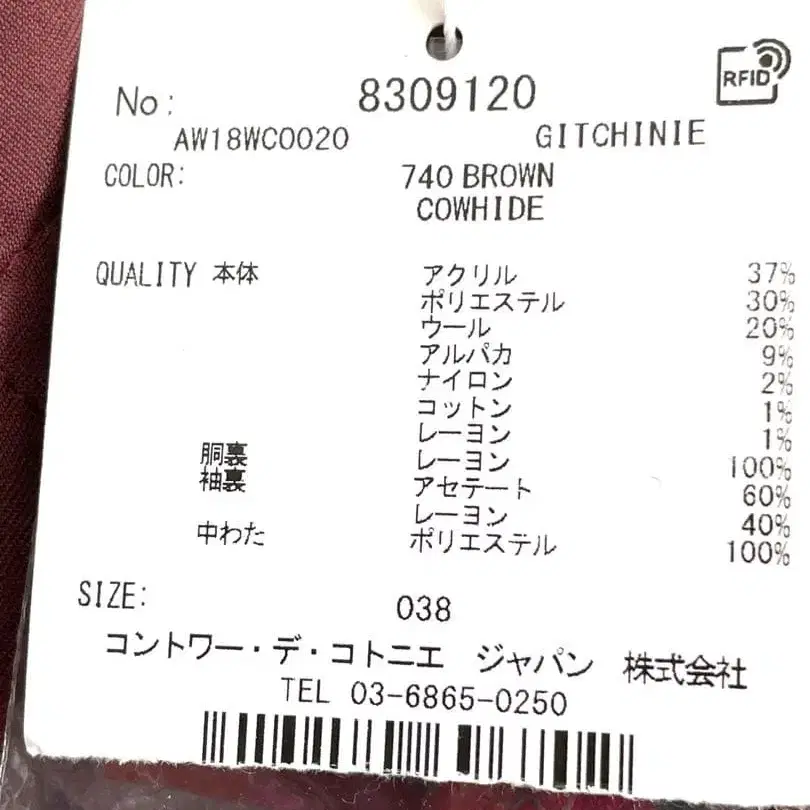 RFID
No: 8309120
AW18WC0020 GITCHINIE
COLOR: 740 BROWN
COWHIDE
QUALITY 本体 アクリル 37%
ポリエステル 30%
ウール 20%
アルパカ 9%
ナイロン 2%
コットン 1%
レーヨン 1%
胴裏 レーヨン 100%
袖裏 アセテート 60%
レーヨン 40%
中わた ポリエステル 100%
SIZE: 038
コントワー・デ・コトニエ ジャパン 株式会社
TEL 03-6865-0250